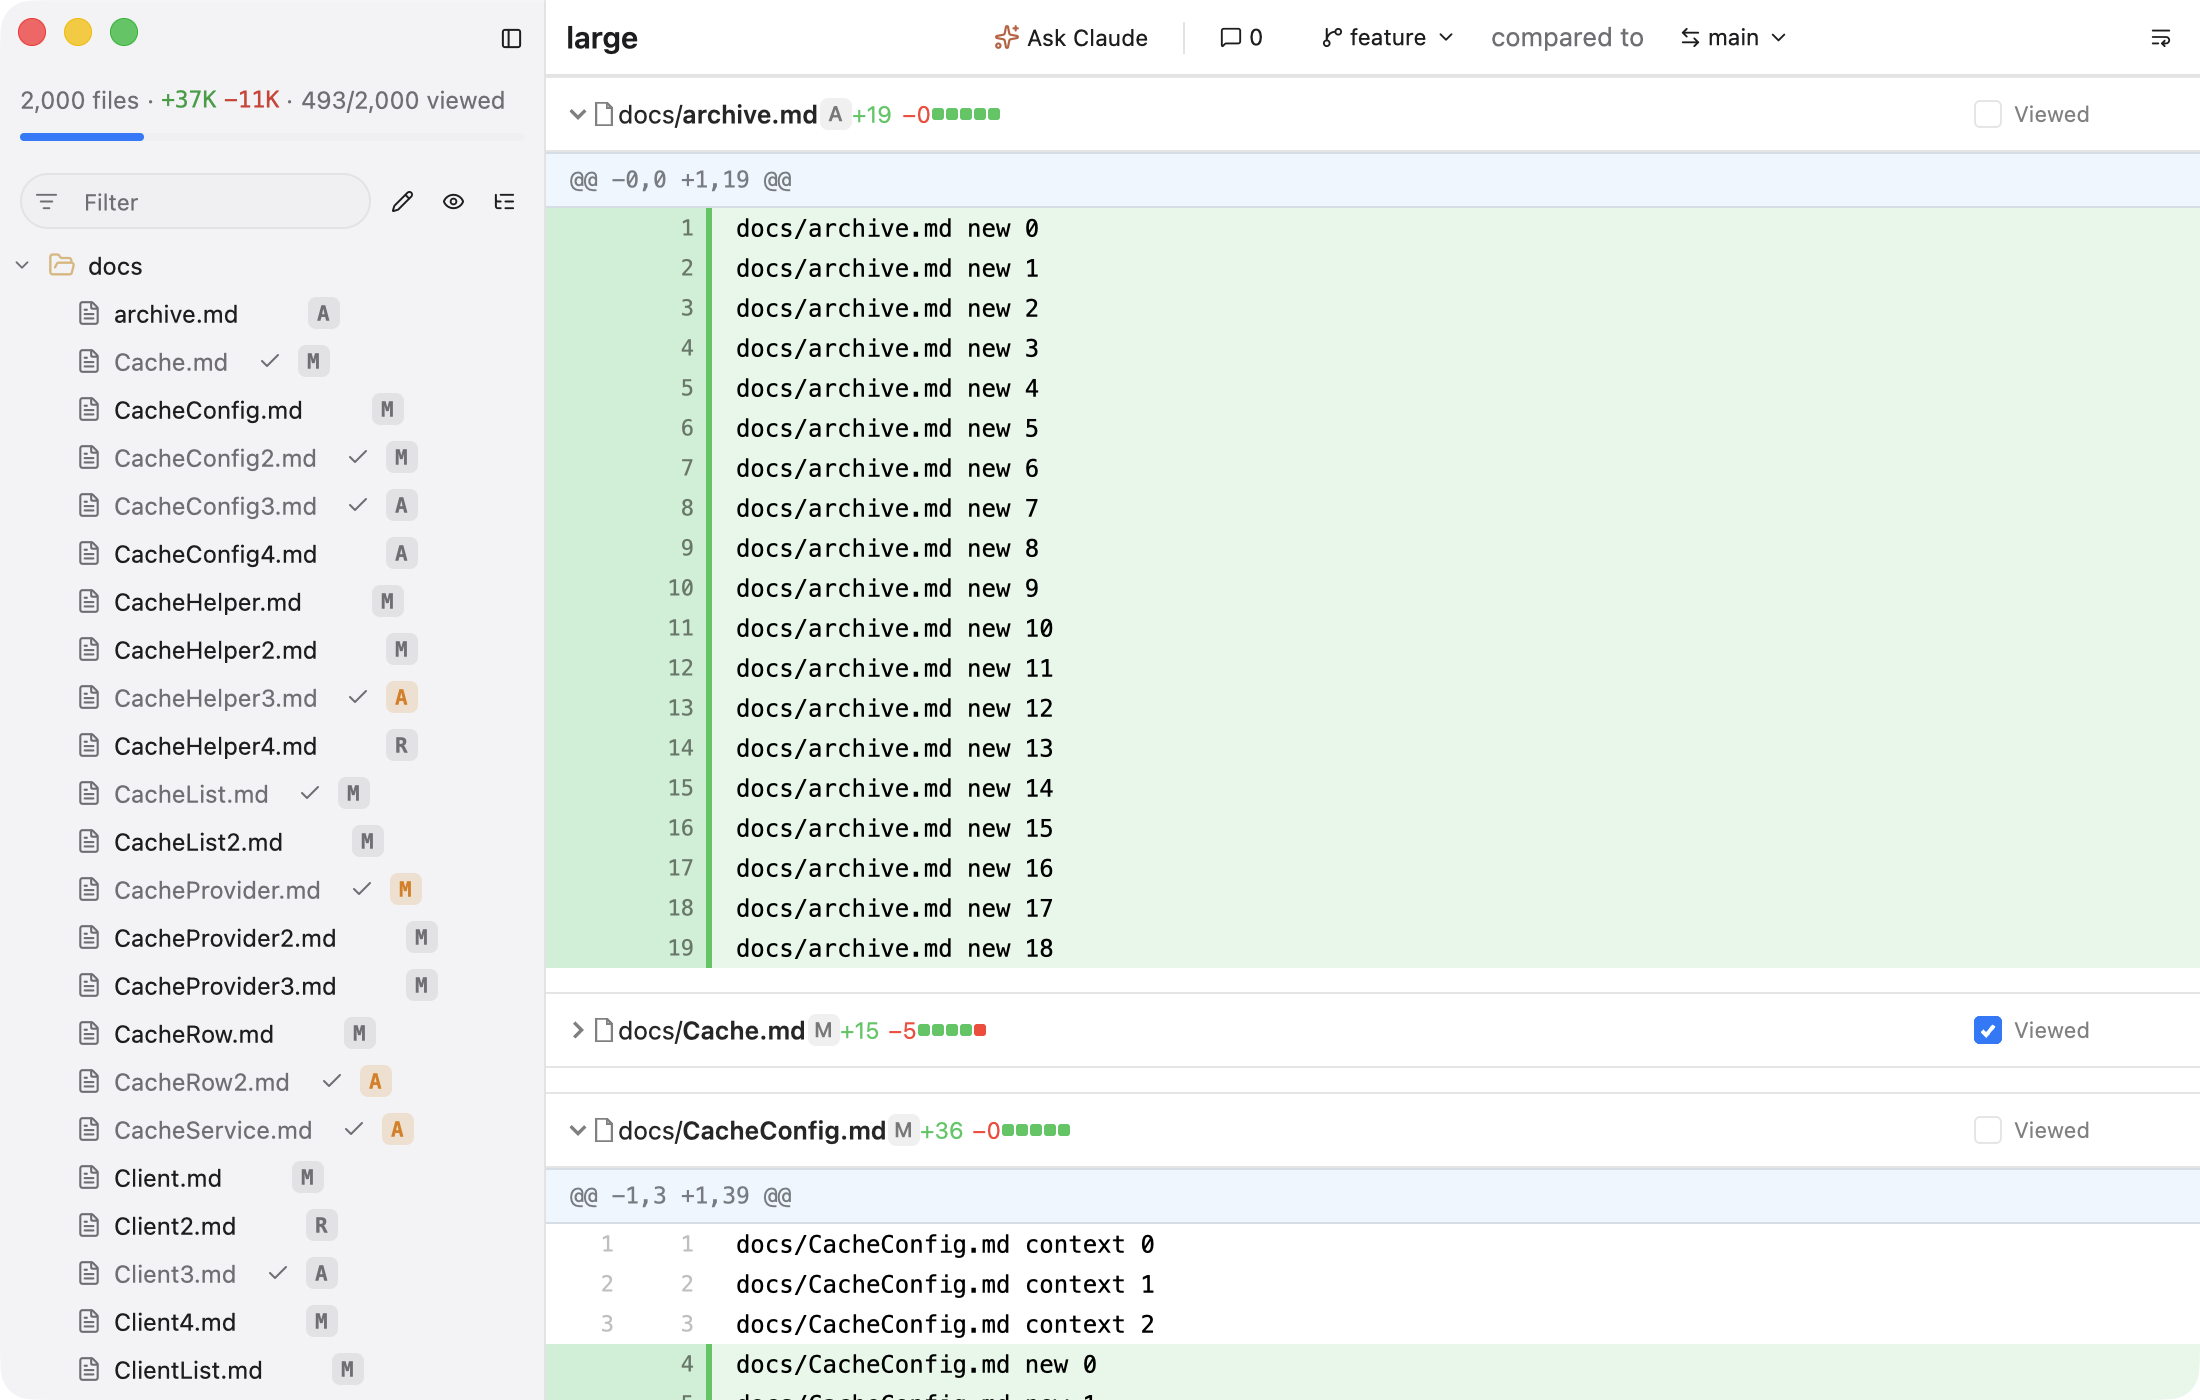 large
Ask Claude
0
feature
compared to
main
2,000 files · +37K −11K · 493/2,000 viewed
Filter
docs
archive.md A
Cache.md M
CacheConfig.md M
CacheConfig2.md M
CacheConfig3.md A
CacheConfig4.md A
CacheHelper.md M
CacheHelper2.md M
CacheHelper3.md A
CacheHelper4.md R
CacheList.md M
CacheList2.md M
CacheProvider.md M
CacheProvider2.md M
CacheProvider3.md M
CacheRow.md M
CacheRow2.md A
CacheService.md A
Client.md M
Client2.md R
Client3.md A
Client4.md M
ClientList.md M
docs/archive.md A +19 −0
Viewed
@@ −0,0 +1,19 @@
1 docs/archive.md new 0
2 docs/archive.md new 1
3 docs/archive.md new 2
4 docs/archive.md new 3
5 docs/archive.md new 4
6 docs/archive.md new 5
7 docs/archive.md new 6
8 docs/archive.md new 7
9 docs/archive.md new 8
10 docs/archive.md new 9
11 docs/archive.md new 10
12 docs/archive.md new 11
13 docs/archive.md new 12
14 docs/archive.md new 13
15 docs/archive.md new 14
16 docs/archive.md new 15
17 docs/archive.md new 16
18 docs/archive.md new 17
19 docs/archive.md new 18
docs/Cache.md M +15 −5
Viewed
docs/CacheConfig.md M +36 −0
Viewed
@@ −1,3 +1,39 @@
1 1 docs/CacheConfig.md context 0
2 2 docs/CacheConfig.md context 1
3 3 docs/CacheConfig.md context 2
4 docs/CacheConfig.md new 0